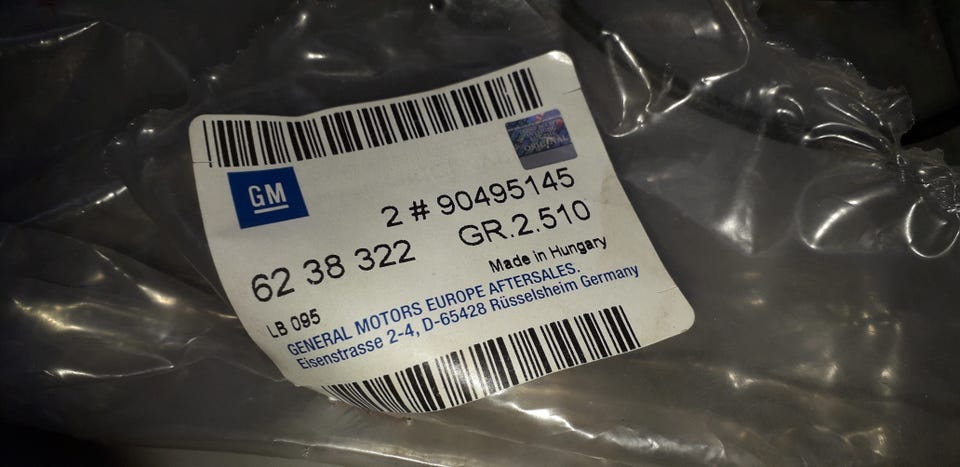 GM
ORIGINAL
2 # 90495145
62 38 322
GR.2.510
Made in Hungary
LB 095
GENERAL MOTORS EUROPE AFTERSALES.
Eisenstrasse 2-4, D-65428 Rüsselsheim Germany